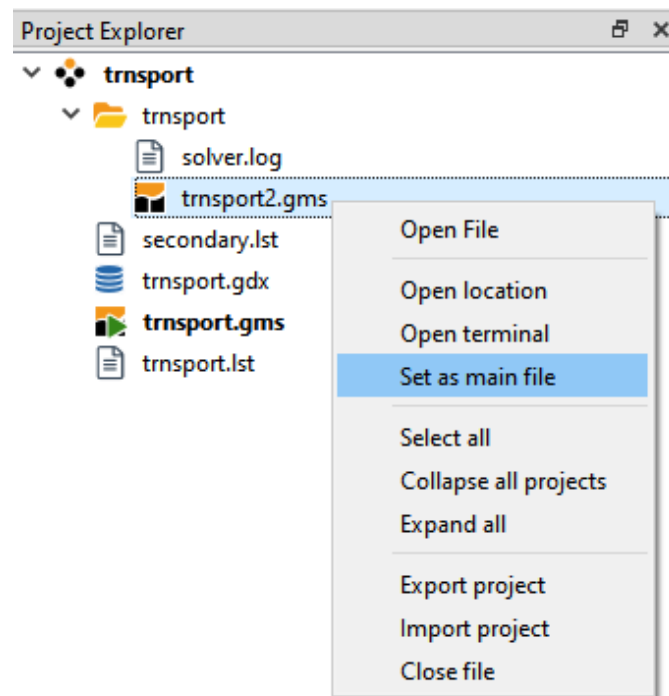 Project Explorer
trnsport
trnsport
solver.log
trnsport2.gms
secondary.lst
trnsport.gdx
trnsport.gms
trnsport.lst
Open File
Open location
Open terminal
Set as main file
Select all
Collapse all projects
Expand all
Export project
Import project
Close file